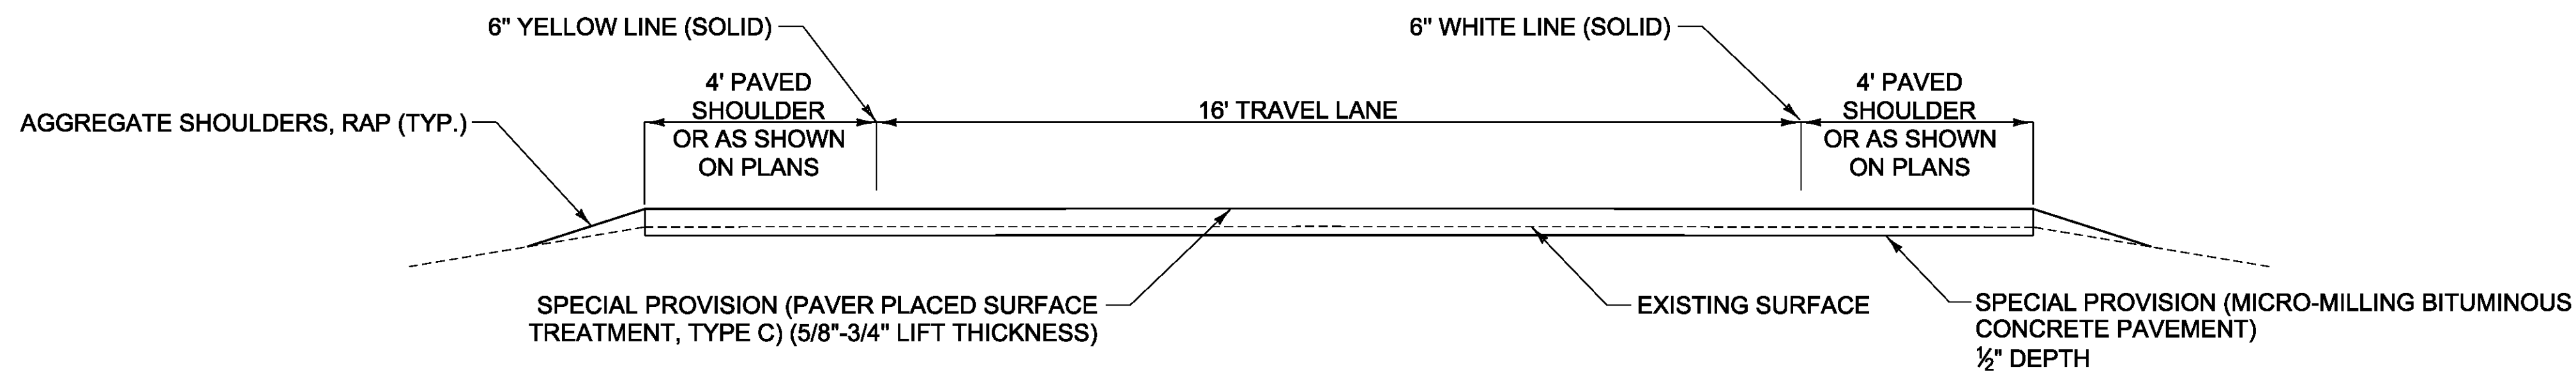 6" YELLOW LINE (SOLID)
6" WHITE LINE (SOLID)
4' PAVED
SHOULDER
OR AS SHOWN
ON PLANS
16' TRAVEL LANE
4' PAVED
SHOULDER
OR AS SHOWN
ON PLANS
AGGREGATE SHOULDERS, RAP (TYP.)
SPECIAL PROVISION (PAVER PLACED SURFACE
TREATMENT, TYPE C) (5/8"-3/4" LIFT THICKNESS)
EXISTING SURFACE
SPECIAL PROVISION (MICRO-MILLING BITUMINOUS
CONCRETE PAVEMENT)
½" DEPTH